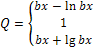 Q = { bx − ln bx
1
bx + lg bx